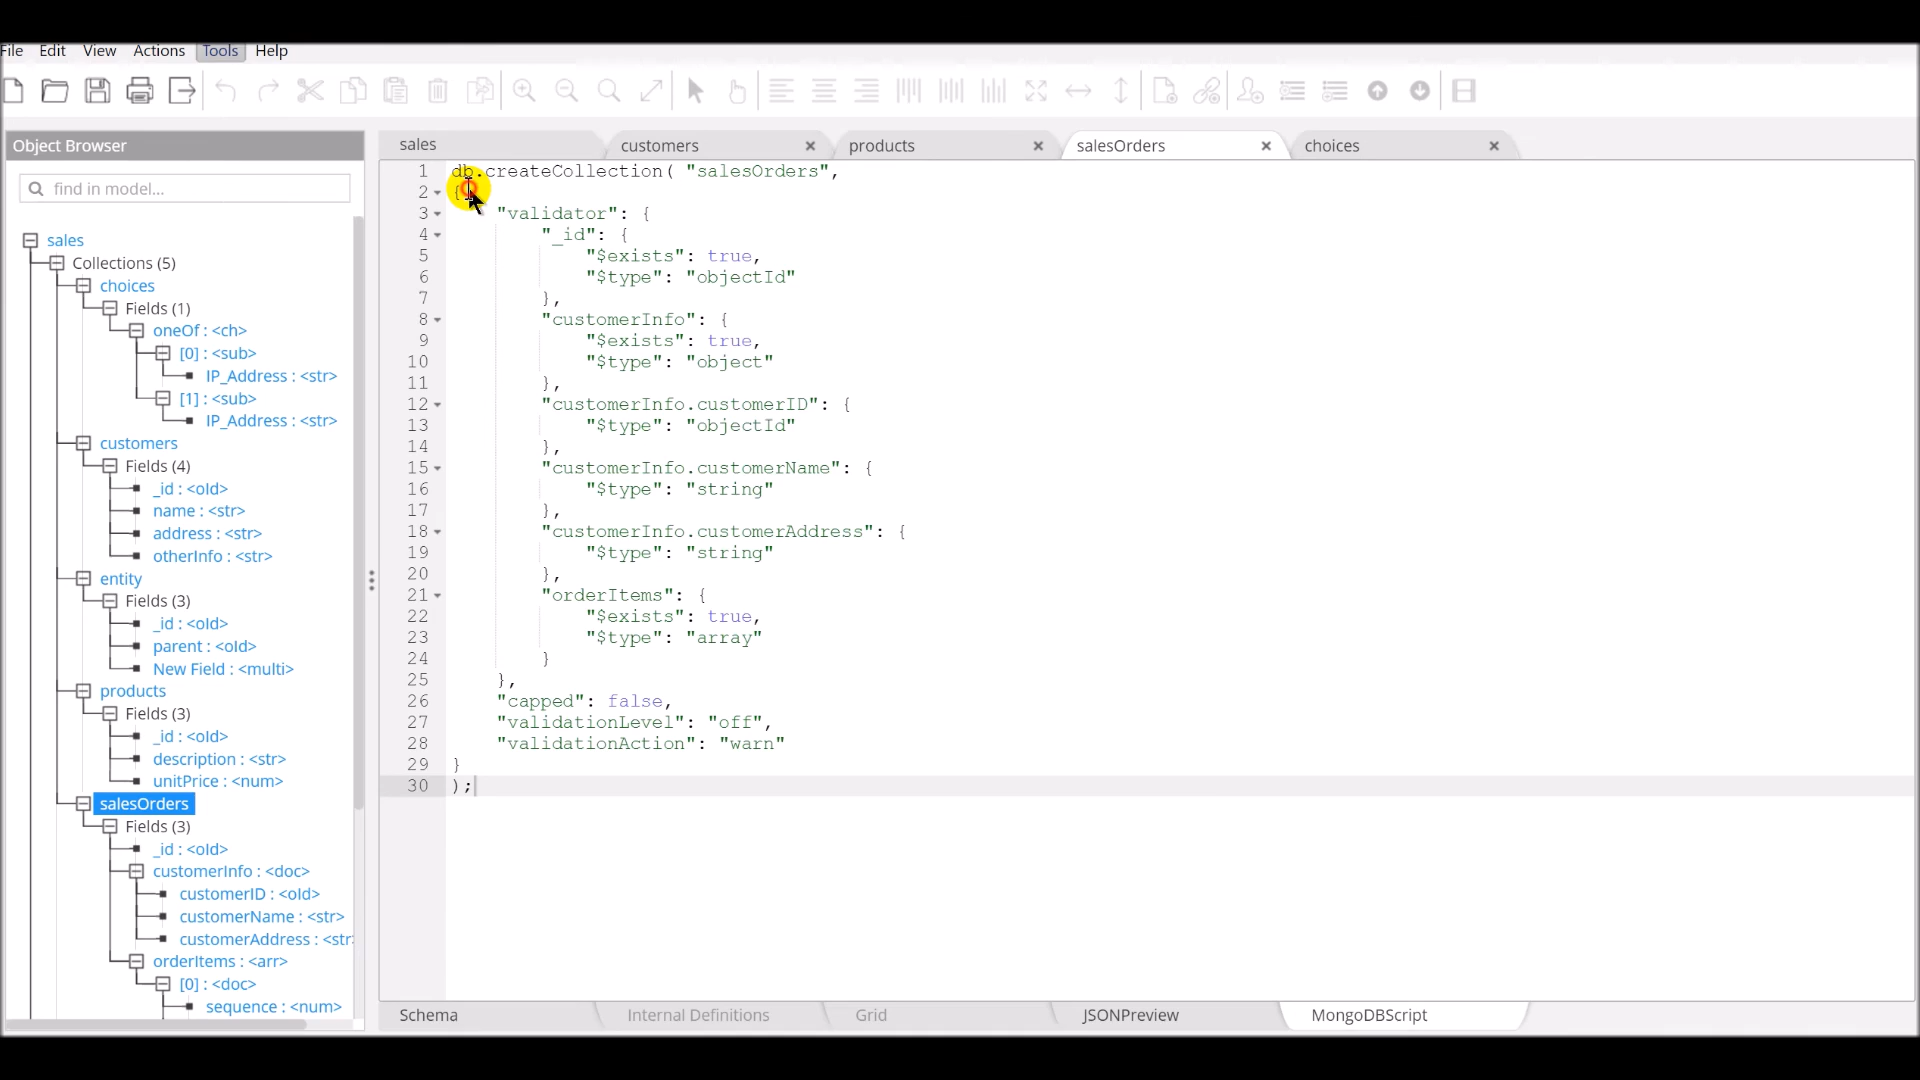 File Edit View Actions Tools Help
Object Browser
find in model...
sales
Collections (5)
choices
Fields (1)
oneOf : <ch>
[0] : <sub>
IP_Address : <str>
[1] : <sub>
IP_Address : <str>
customers
Fields (4)
_id : <oId>
name : <str>
address : <str>
otherInfo : <str>
entity
Fields (3)
_id : <oId>
parent : <oId>
New Field : <multi>
products
Fields (3)
_id : <oId>
description : <str>
unitPrice : <num>
salesOrders
Fields (3)
_id : <oId>
customerInfo : <doc>
customerID : <oId>
customerName : <str>
customerAddress : <str
orderItems : <arr>
[0] : <doc>
sequence : <num>
sales customers products salesOrders choices
1 db.createCollection( "salesOrders",
2 {
3 "validator": {
4 "_id": {
5 "$exists": true,
6 "$type": "objectId"
7 },
8 "customerInfo": {
9 "$exists": true,
10 "$type": "object"
11 },
12 "customerInfo.customerID": {
13 "$type": "objectId"
14 },
15 "customerInfo.customerName": {
16 "$type": "string"
17 },
18 "customerInfo.customerAddress": {
19 "$type": "string"
20 },
21 "orderItems": {
22 "$exists": true,
23 "$type": "array"
24 }
25 },
26 "capped": false,
27 "validationLevel": "off",
28 "validationAction": "warn"
29 }
30 );
Schema Internal Definitions Grid JSONPreview MongoDBScript